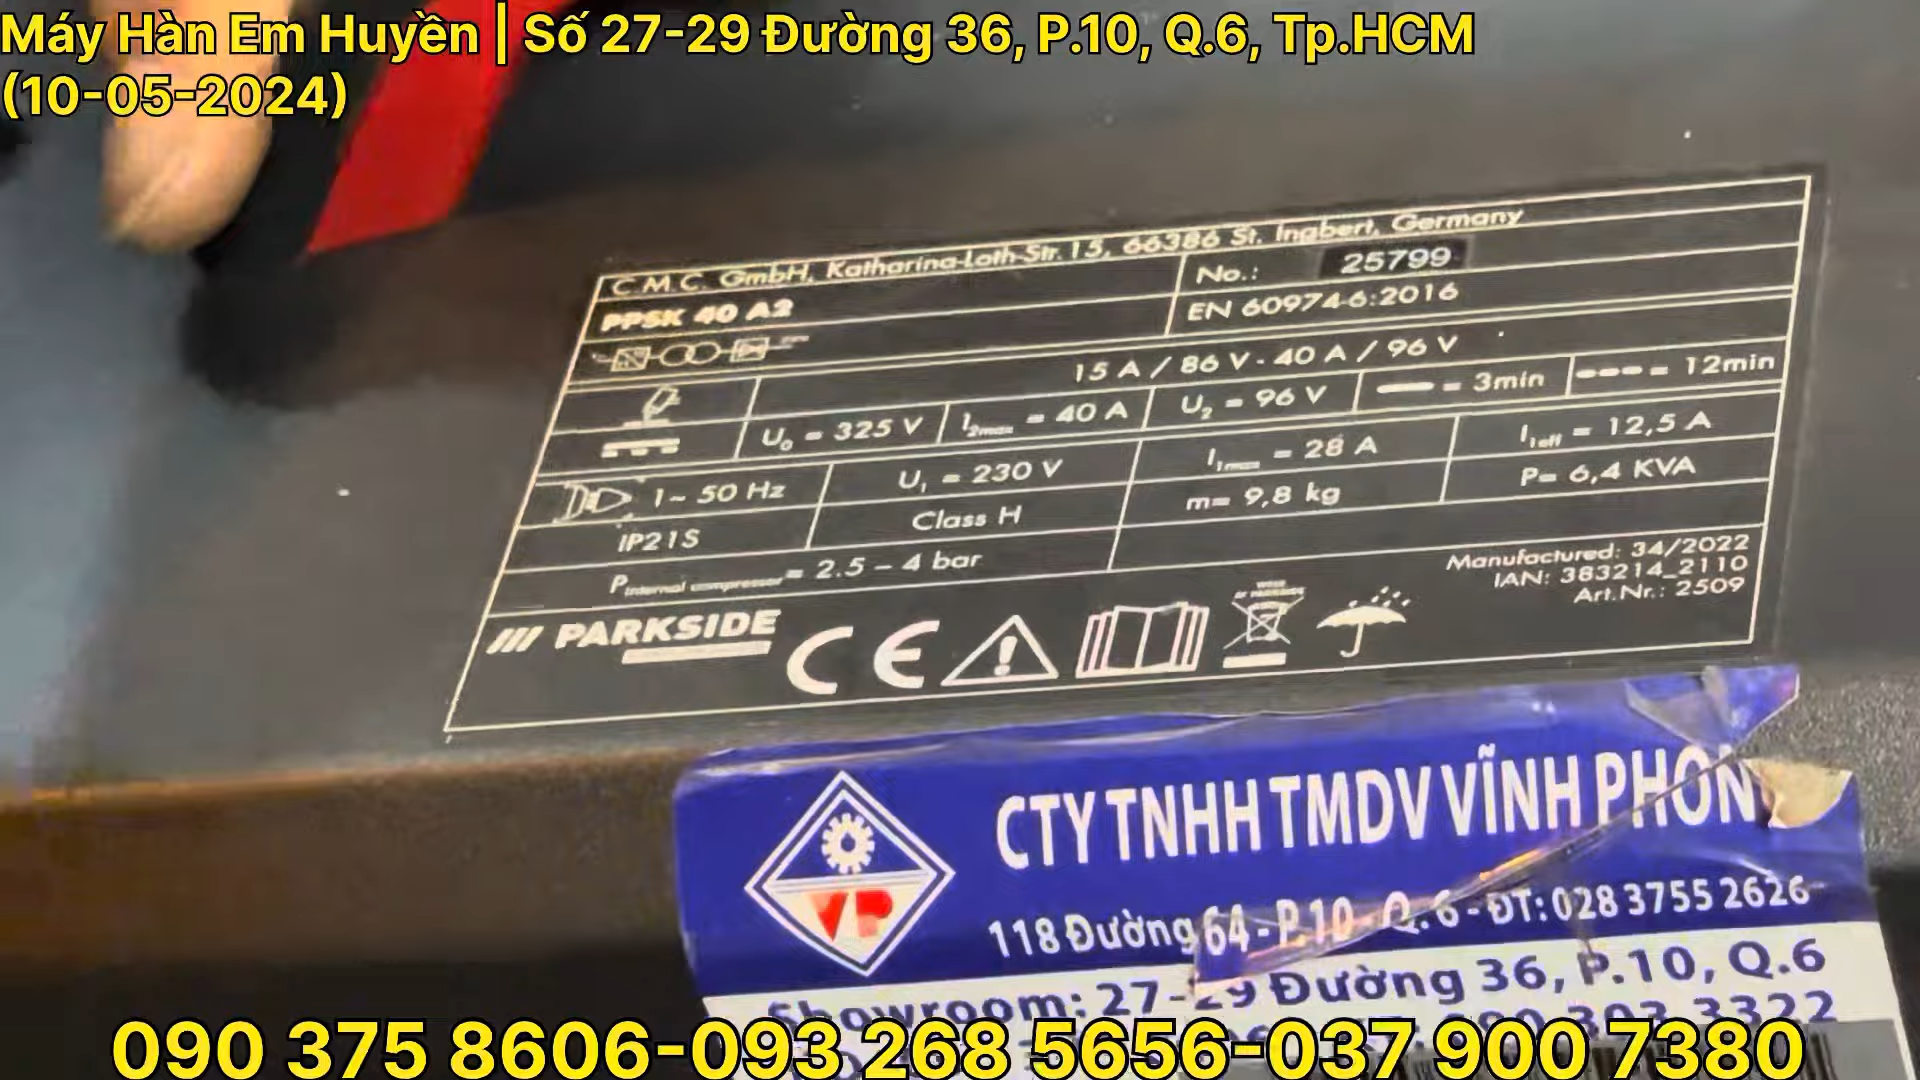 Máy Hàn Em Huyền | Số 27-29 Đường 36, P.10, Q.6, Tp.HCM
(10-05-2024)
C.M.C. GmbH, Katharina-Loth-Str. 15, 66386 St. Ingbert, Germany
PPSK 40 A2
No.: 25799
EN 60974-6:2016
15 A / 86 V - 40 A / 96 V
U₀ = 325 V
I₂max = 40 A
U₂ = 96 V
= 3min
= 12min
1~ 50 Hz
U₁ = 230 V
I₁max = 28 A
I₁eff = 12,5 A
IP21S
Class H
m= 9,8 kg
P= 6,4 KVA
Pinternal compressor = 2.5 – 4 bar
Manufactured: 34/2022
IAN: 383214_2110
Art.Nr.: 2509
/// PARKSIDE
CE
VP
CTY TNHH TMDV VĨNH PHON
118 Đường 64 - P.10 - Q.6 - ĐT: 028 3755 2626
Showroom: 27-29 Đường 36, P.10, Q.6
090 375 8606-093 268 5656-037 900 7380